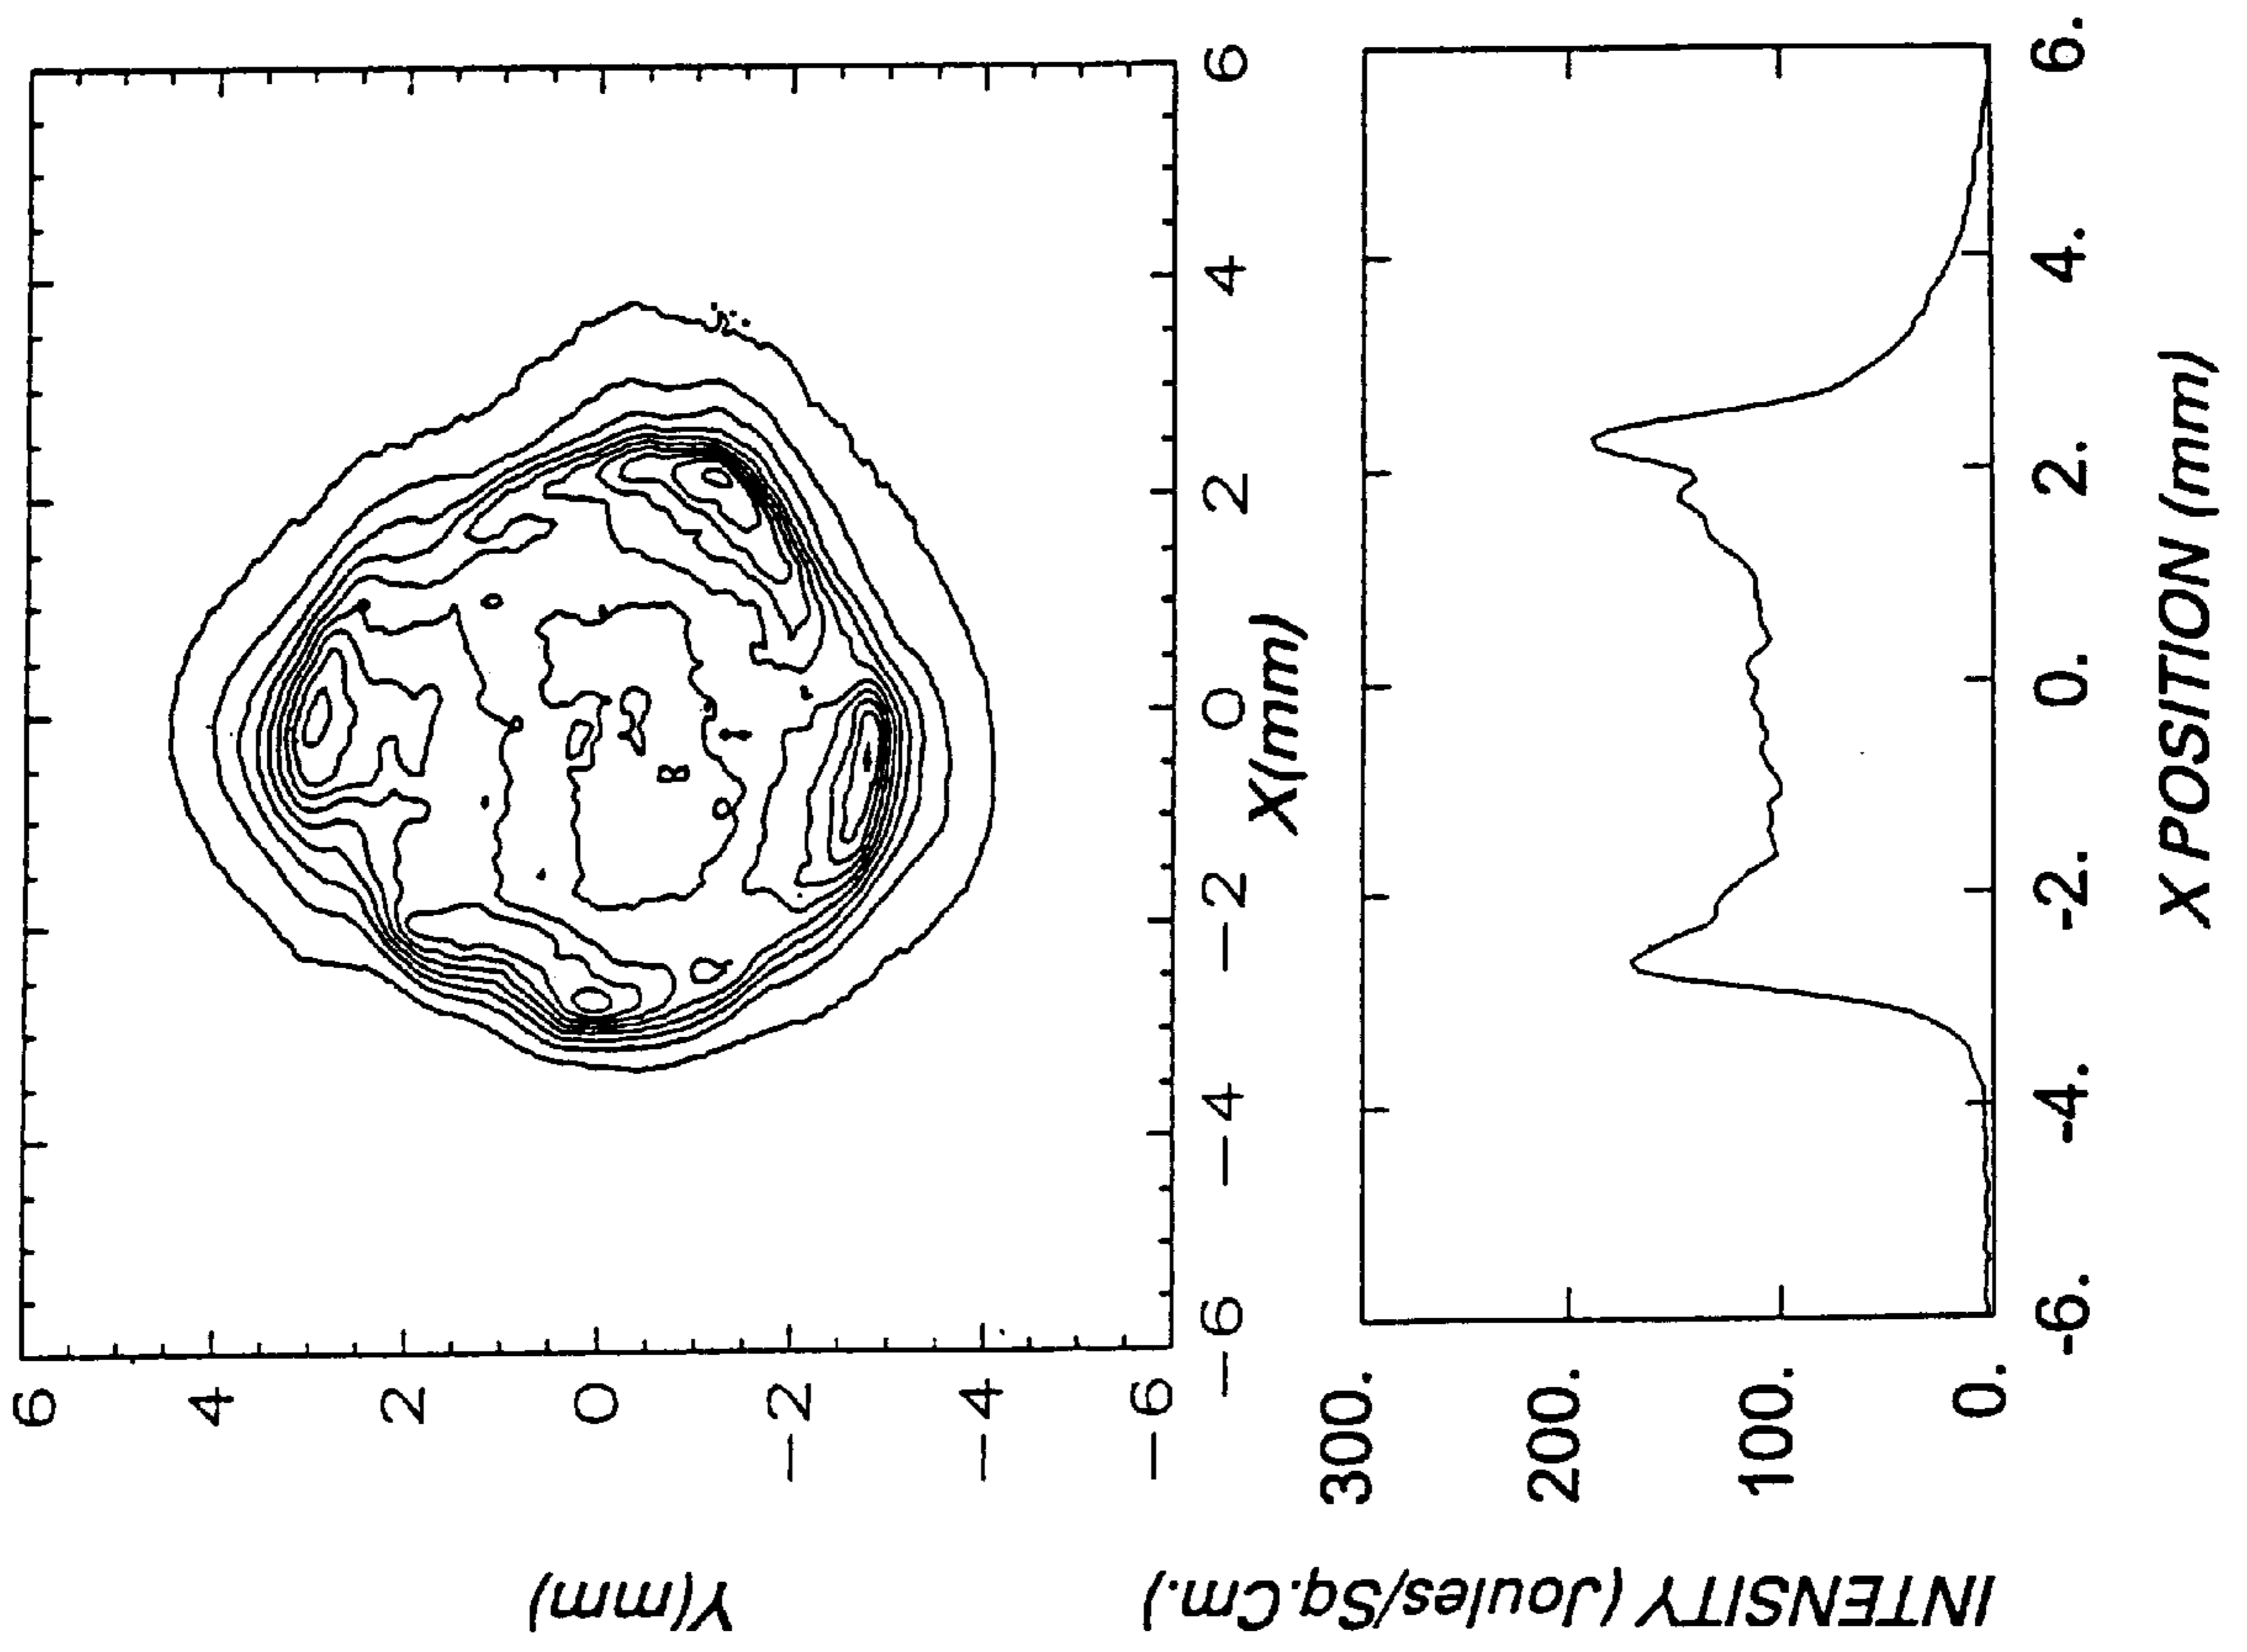 6
4
2
0
−2
−4
−6
Y(mm)
−6 −4 −2 0 2 4 6
X(mm)
300.
200.
100.
0.
INTENSITY (Joules/Sq.Cm.)
-6. -4. -2. 0. 2. 4. 6.
X POSITION (mm)